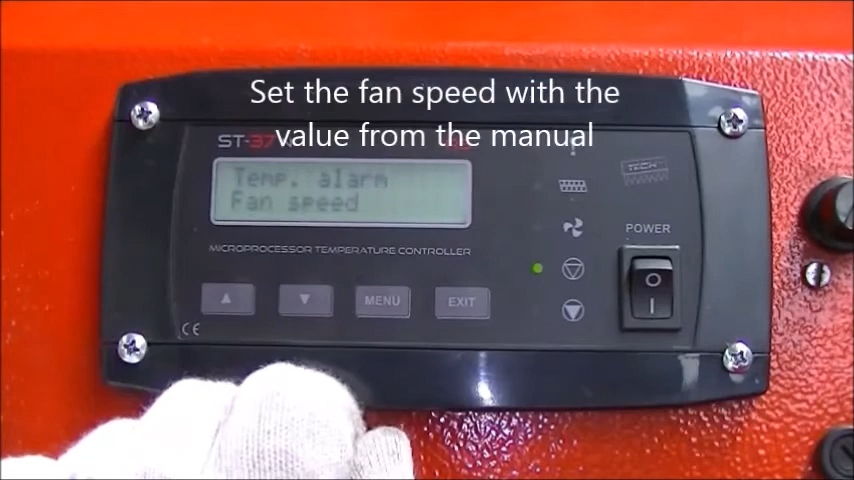 Set the fan speed with the
value from the manual
ST-37
Temp. alarm
Fan speed
TECH
MICROPROCESSOR TEMPERATURE CONTROLLER
POWER
MENU
EXIT
CE